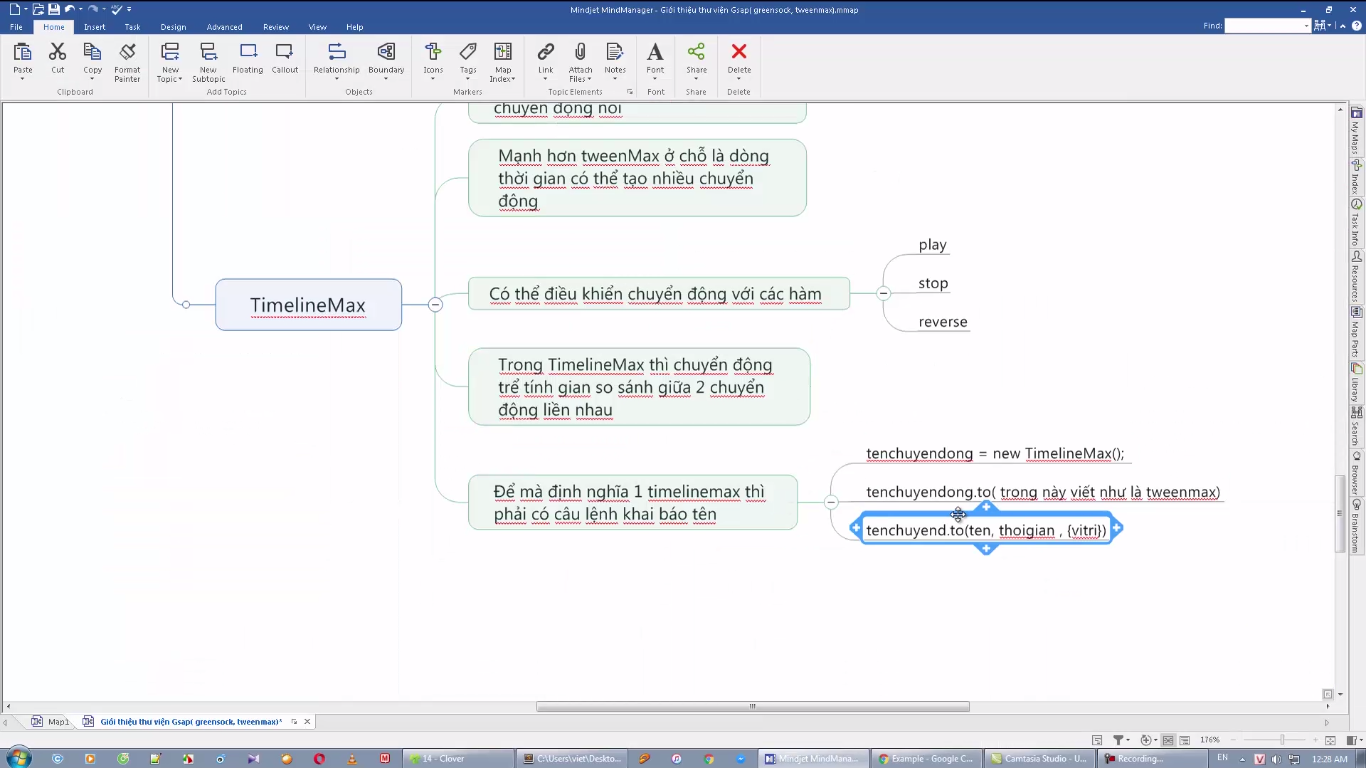 Mindjet MindManager - Giới thiệu thư viện Gsap( greensock, tweenmax).mmap
File Home Insert Task Design Advanced Review View Help
Find:
Paste Cut Copy Format Painter New Topic New Subtopic Floating Callout Relationship Boundary Icons Tags Map Index Link Attach Files Notes Font Share Delete
Clipboard Add Topics Objects Markers Topic Elements Font Share Delete
chuyển động nối
Mạnh hơn tweenMax ở chỗ là dòng
thời gian có thể tạo nhiều chuyển
động
play
Có thể điều khiển chuyển động với các hàm
stop
reverse
TimelineMax
Trong TimelineMax thì chuyển động
trể tính gian so sánh giữa 2 chuyển
động liền nhau
Để mà định nghĩa 1 timelinemax thì
phải có câu lệnh khai báo tên
tenchuyendong = new TimelineMax();
tenchuyendong.to( trong này viết như là tweenmax)
tenchuyend.to(ten, thoigian , {vitri})
My Maps
Index
Task Info
Resources
Map Parts
Library
Search
Browser
Brainstorm
Map1 Giới thiệu thư viện Gsap( greensock, tweenmax)*
176%
14 - Clover C:\Users\viet\Deskto... Mindjet MindMana... Example - Google C... Camtasia Studio - U... Recording... EN 12:28 AM